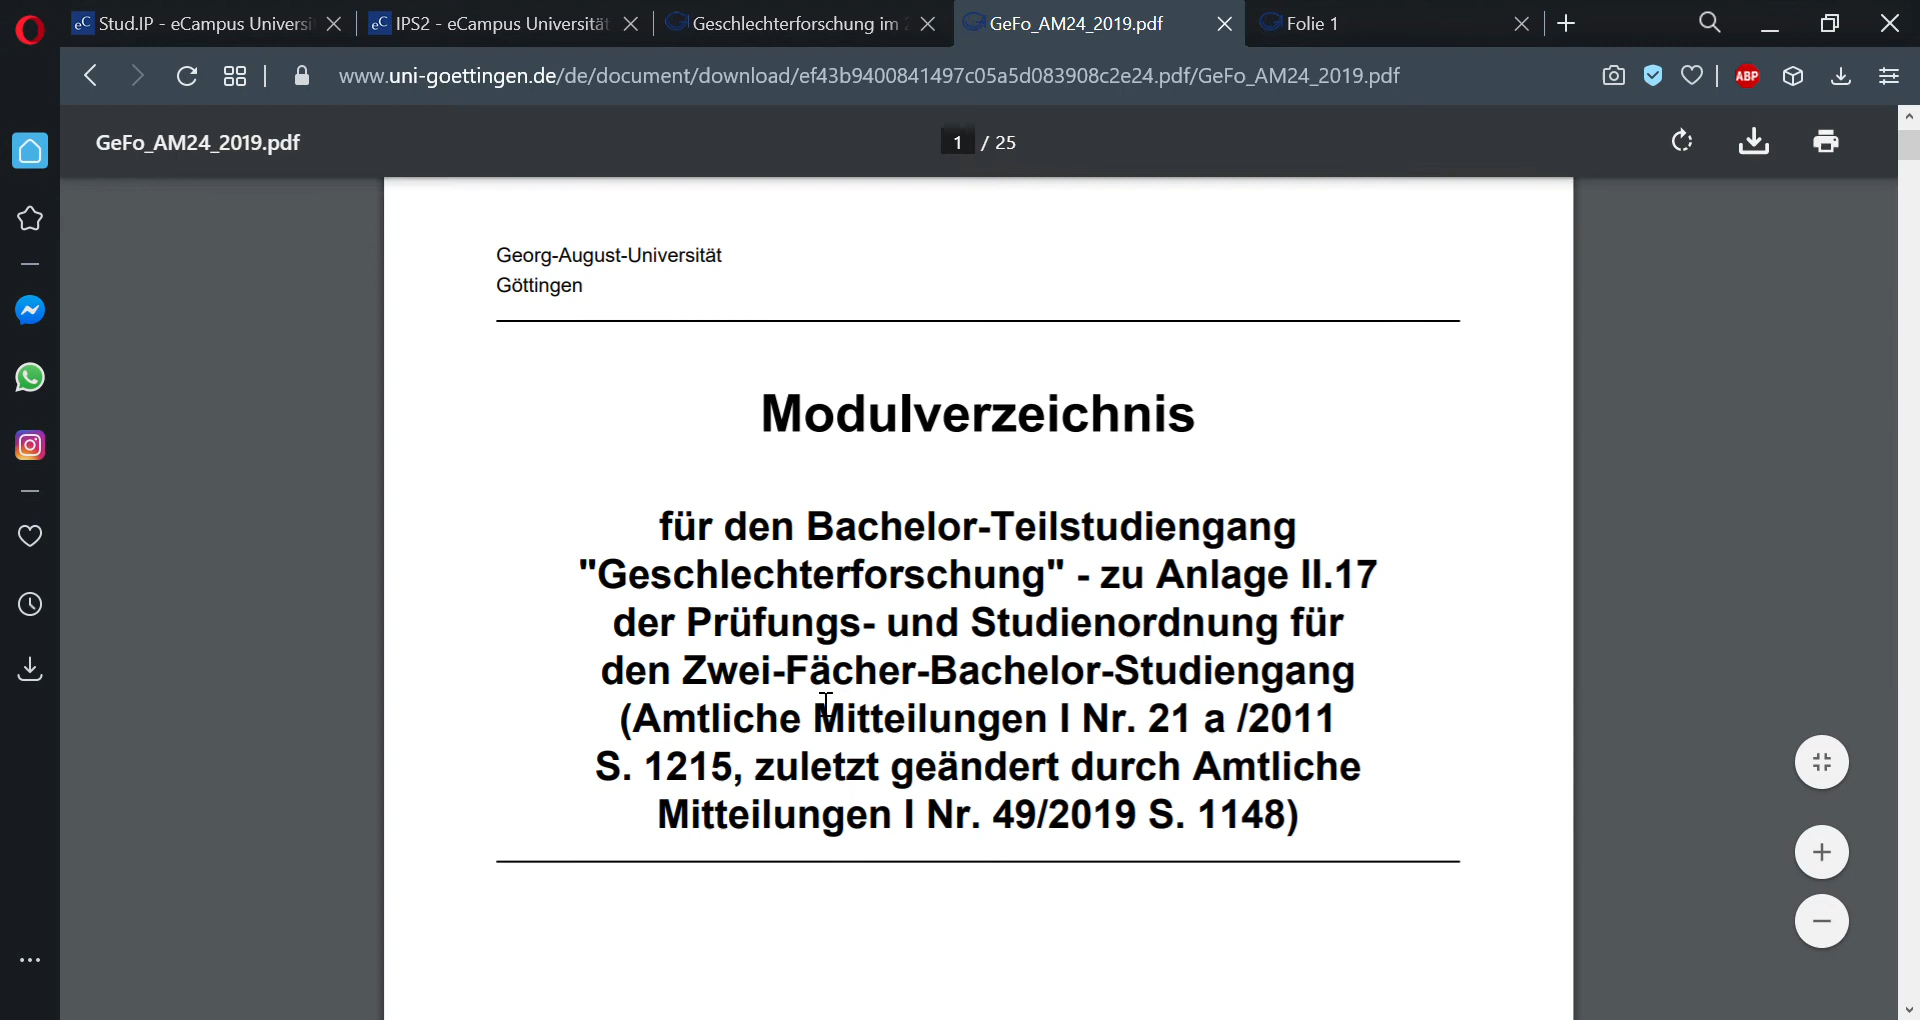 eC Stud.IP - eCampus Universi
eC IPS2 - eCampus Universität
Geschlechterforschung im
GeFo_AM24_2019.pdf
Folie 1
www.uni-goettingen.de/de/document/download/ef43b9400841497c05a5d083908c2e24.pdf/GeFo_AM24_2019.pdf
ABP
GeFo_AM24_2019.pdf
1 / 25
Georg-August-Universität
Göttingen
Modulverzeichnis
für den Bachelor-Teilstudiengang
"Geschlechterforschung" - zu Anlage II.17
der Prüfungs- und Studienordnung für
den Zwei-Fächer-Bachelor-Studiengang
(Amtliche Mitteilungen I Nr. 21 a /2011
S. 1215, zuletzt geändert durch Amtliche
Mitteilungen I Nr. 49/2019 S. 1148)